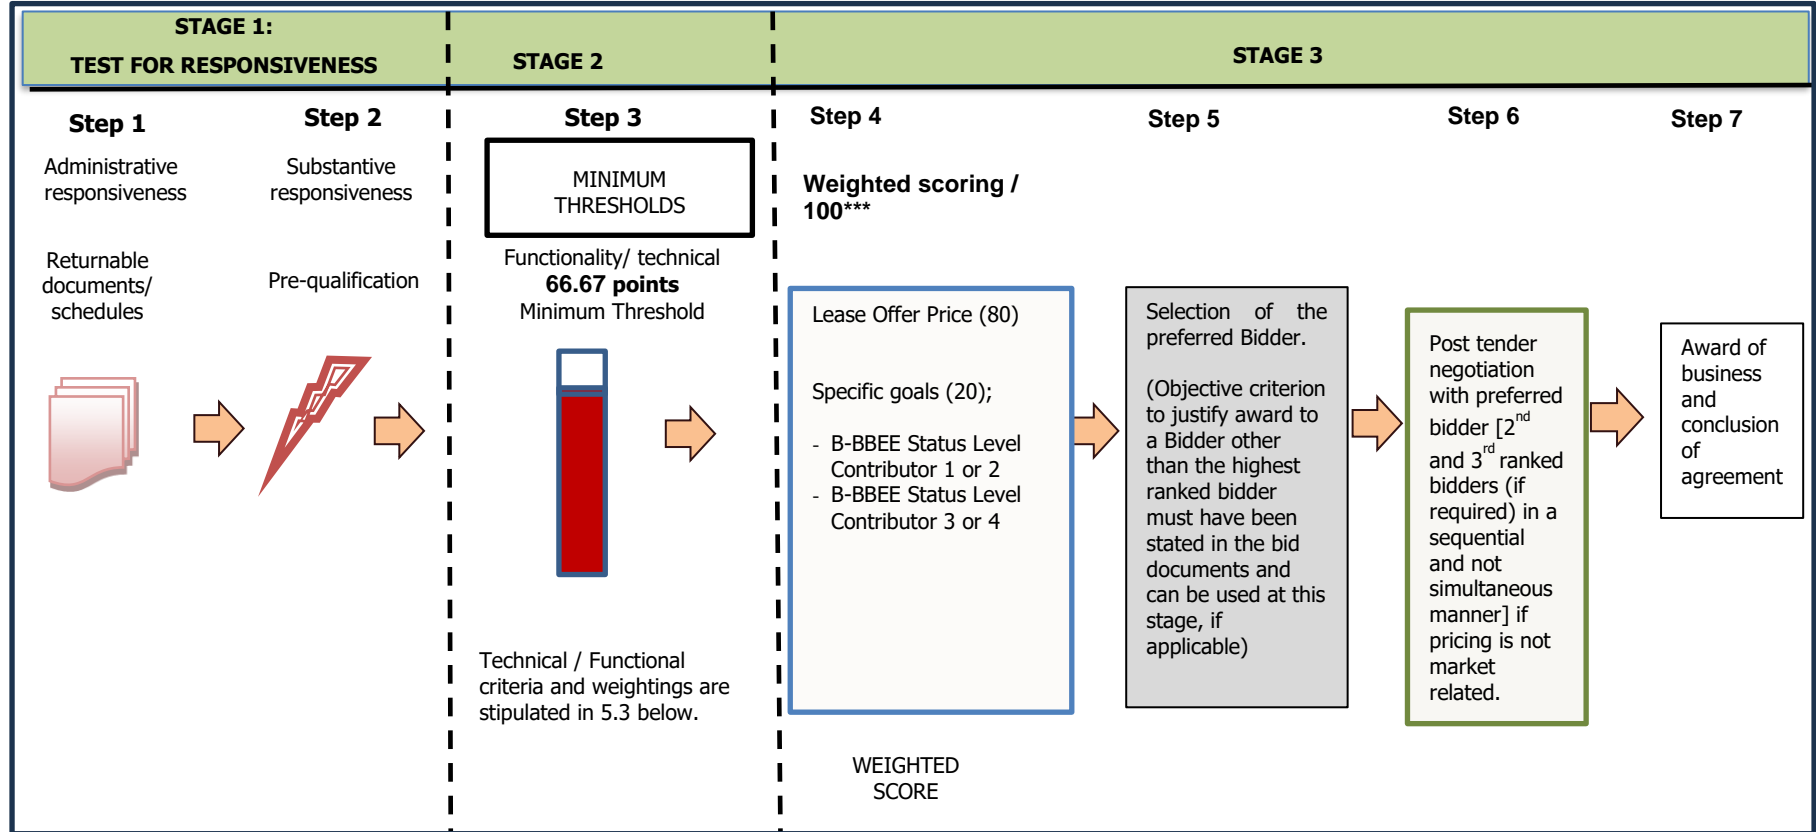 STAGE 1:
TEST FOR RESPONSIVENESS
STAGE 2
STAGE 3
Step 1
Administrative
responsiveness
Returnable
documents/
schedules
Step 2
Substantive
responsiveness
Pre-qualification
Step 3
MINIMUM
THRESHOLDS
Functionality/ technical
66.67 points
Minimum Threshold
Technical / Functional
criteria and weightings are
stipulated in 5.3 below.
Step 4
Weighted scoring /
100***
Lease Offer Price (80)
Specific goals (20);
- B-BBEE Status Level
Contributor 1 or 2
- B-BBEE Status Level
Contributor 3 or 4
WEIGHTED
SCORE
Step 5
Selection of the
preferred Bidder.
(Objective criterion
to justify award to
a Bidder other
than the highest
ranked bidder
must have been
stated in the bid
documents and
can be used at this
stage, if
applicable)
Step 6
Post tender
negotiation
with preferred
bidder [2nd
and 3rd ranked
bidders (if
required) in a
sequential
and not
simultaneous
manner] if
pricing is not
market
related.
Step 7
Award of
business
and
conclusion
of
agreement